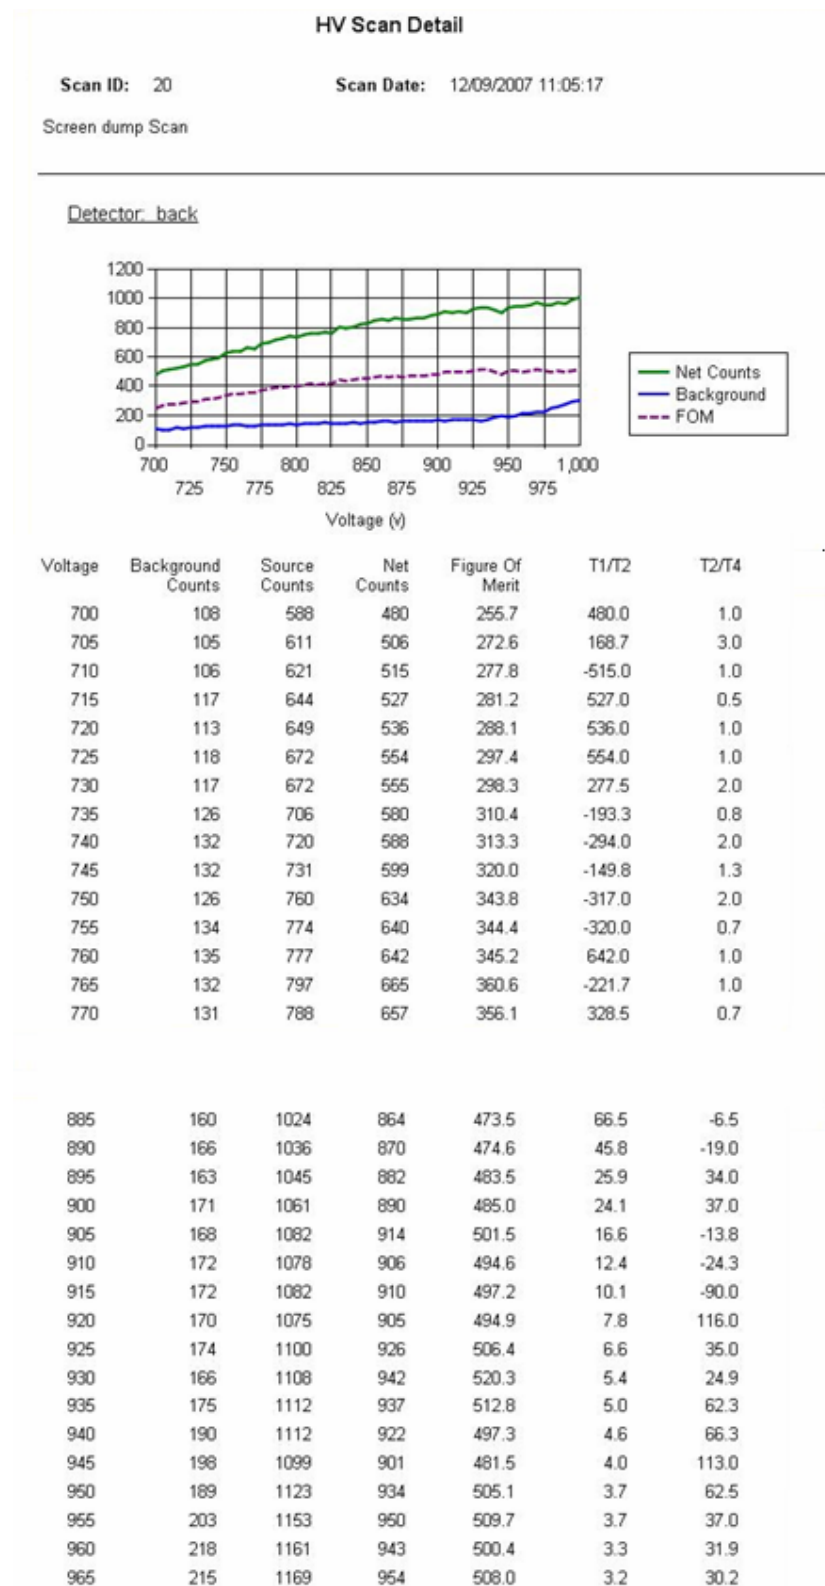 HV Scan Detail
Scan ID: 20 Scan Date: 12/09/2007 11:05:17
Screen dump Scan
Detector: back
1200
1000
800
600
400
200
0
700 750 800 850 900 950 1,000
725 775 825 875 925 975
Voltage (v)
Net Counts
Background
FOM
Voltage Background Source Net Figure Of T1/T2 T2/T4
Counts Counts Counts Merit
700 108 588 480 255.7 480.0 1.0
705 105 611 506 272.6 168.7 3.0
710 106 621 515 277.8 -515.0 1.0
715 117 644 527 281.2 527.0 0.5
720 113 649 536 288.1 536.0 1.0
725 118 672 554 297.4 554.0 1.0
730 117 672 555 298.3 277.5 2.0
735 126 706 580 310.4 -193.3 0.8
740 132 720 588 313.3 -294.0 2.0
745 132 731 599 320.0 -149.8 1.3
750 126 760 634 343.8 -317.0 2.0
755 134 774 640 344.4 -320.0 0.7
760 135 777 642 345.2 642.0 1.0
765 132 797 665 360.6 -221.7 1.0
770 131 788 657 356.1 328.5 0.7
885 160 1024 864 473.5 66.5 -6.5
890 166 1036 870 474.6 45.8 -19.0
895 163 1045 882 483.5 25.9 34.0
900 171 1061 890 485.0 24.1 37.0
905 168 1082 914 501.5 16.6 -13.8
910 172 1078 906 494.6 12.4 -24.3
915 172 1082 910 497.2 10.1 -90.0
920 170 1075 905 494.9 7.8 116.0
925 174 1100 926 506.4 6.6 35.0
930 166 1108 942 520.3 5.4 24.9
935 175 1112 937 512.8 5.0 62.3
940 190 1112 922 497.3 4.6 66.3
945 198 1099 901 481.5 4.0 113.0
950 189 1123 934 505.1 3.7 62.5
955 203 1153 950 509.7 3.7 37.0
960 218 1161 943 500.4 3.3 31.9
965 215 1169 954 508.0 3.2 30.2